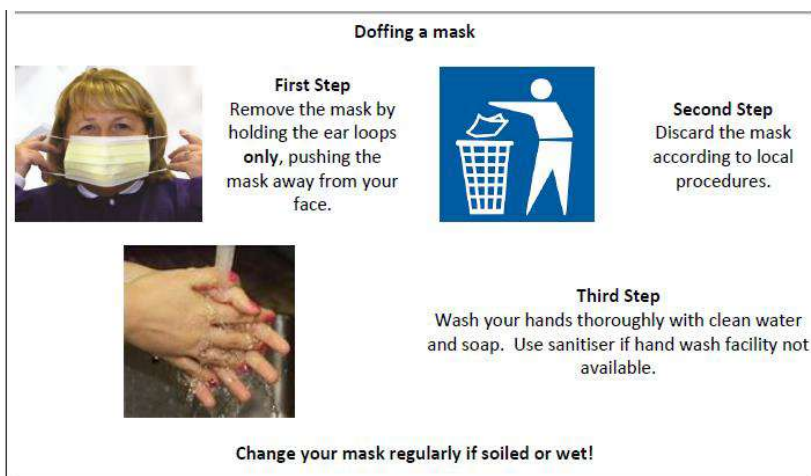 Doffing a mask
First Step
Remove the mask by
holding the ear loops
only, pushing the
mask away from your
face.
Second Step
Discard the mask
according to local
procedures.
Third Step
Wash your hands thoroughly with clean water
and soap.  Use sanitiser if hand wash facility not
available.
Change your mask regularly if soiled or wet!